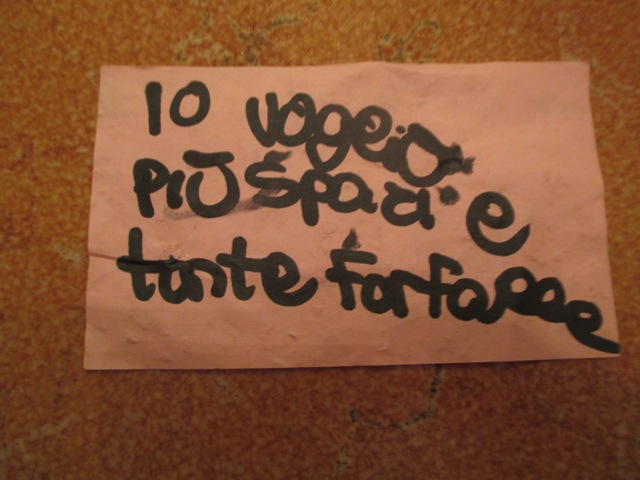 IO vogeio
PIÙ Spazi e
tante farfalle